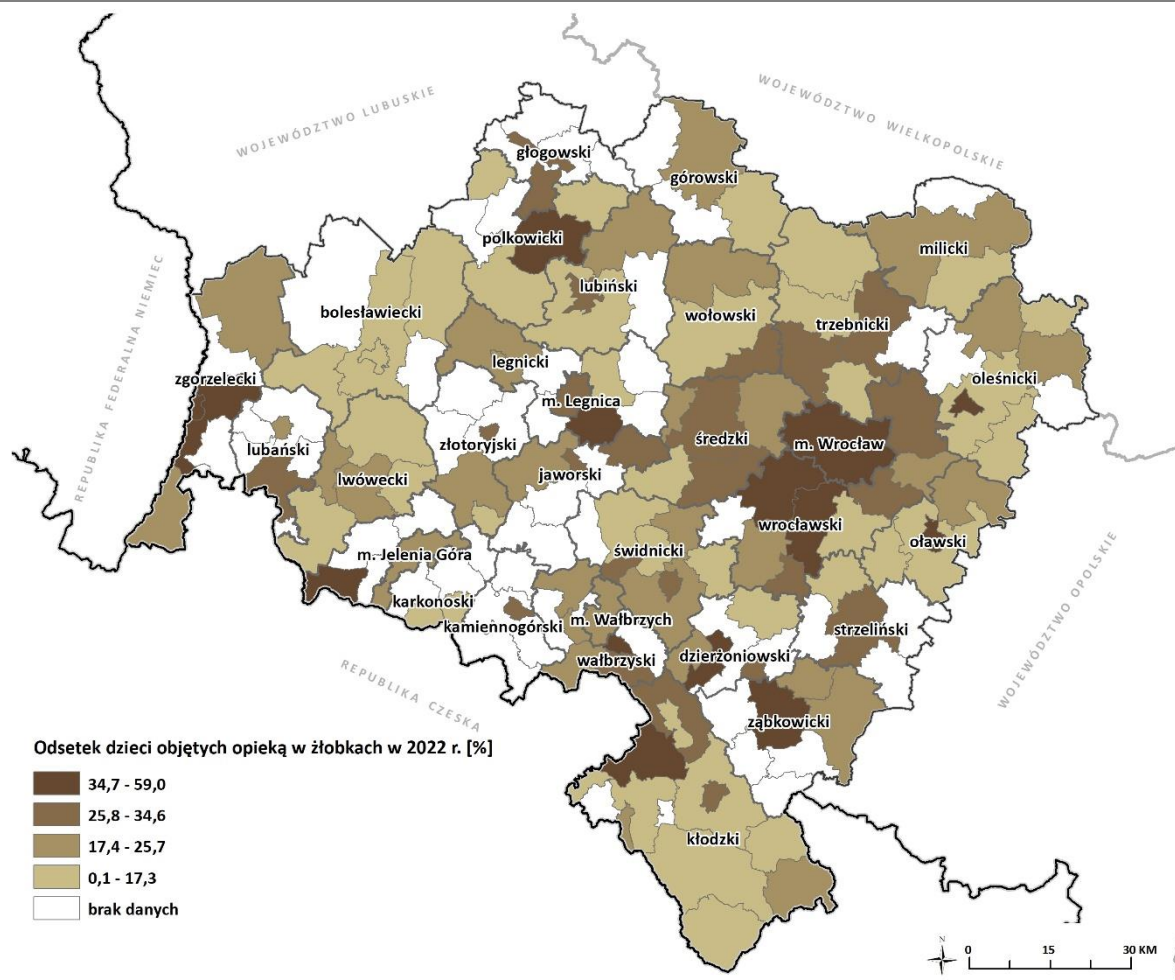 WOJEWÓDZTWO LUBUSKIE
WOJEWÓDZTWO WIELKOPOLSKIE
głogowski
górowski
polkowicki
milicki
lubiński
bolesławiecki
wołowski
trzebnicki
REPUBLIKA FEDERALNA NIEMIEC
legnicki
zgorzelecki
oleśnicki
m. Legnica
złotoryjski
średzki
m. Wrocław
lubański
lwówecki
jaworski
wrocławski
oławski
m. Jelenia Góra
świdnicki
karkonoski
kamiennogórski
m. Wałbrzych
strzeliński
WOJEWÓDZTWO OPOLSKIE
wałbrzyski
dzierżoniowski
REPUBLIKA CZESKA
ząbkowicki
kłodzki
Odsetek dzieci objętych opieką w żłobkach w 2022 r. [%]
34,7 - 59,0
25,8 - 34,6
17,4 - 25,7
0,1 - 17,3
brak danych
N
0 15 30 KM